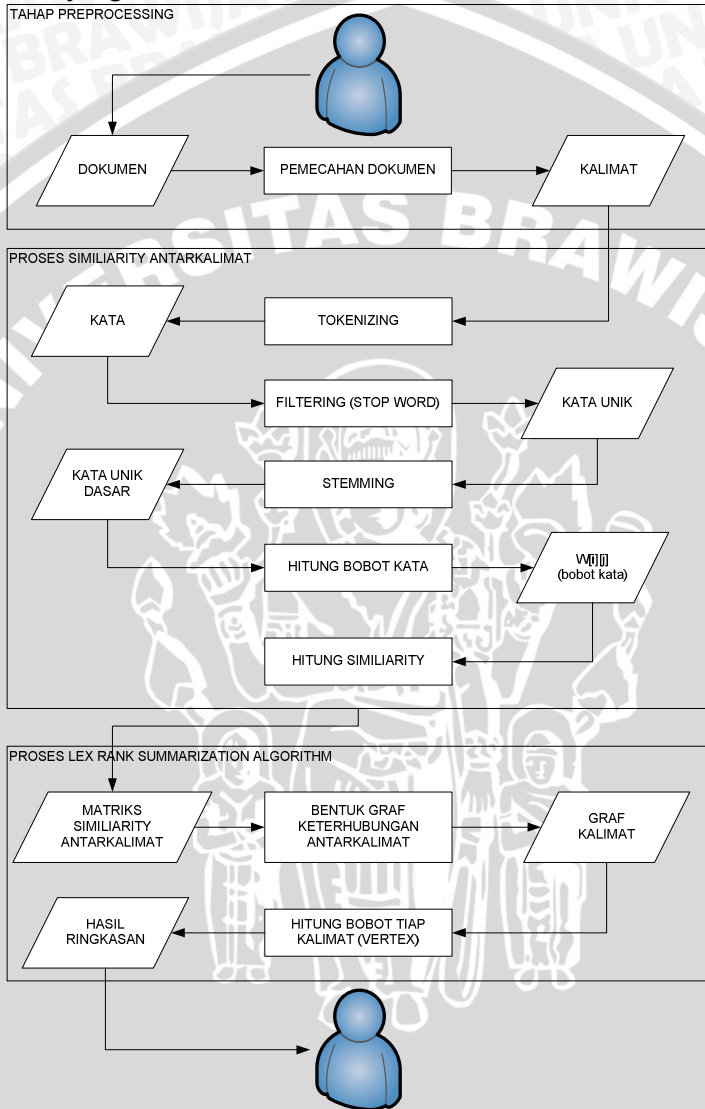 TAHAP PREPROCESSING
DOKUMEN
PEMECAHAN DOKUMEN
KALIMAT
UNIVERSITAS BRAWIJAYA
PROSES SIMILIARITY ANTARKALIMAT
KATA
TOKENIZING
FILTERING (STOP WORD)
KATA UNIK
KATA UNIK
DASAR
STEMMING
HITUNG BOBOT KATA
W[i][j]
(bobot kata)
HITUNG SIMILIARITY
PROSES LEX RANK SUMMARIZATION ALGORITHM
MATRIKS
SIMILIARITY
ANTARKALIMAT
BENTUK GRAF
KETERHUBUNGAN
ANTARKALIMAT
GRAF
KALIMAT
HASIL
RINGKASAN
HITUNG BOBOT TIAP
KALIMAT (VERTEX)